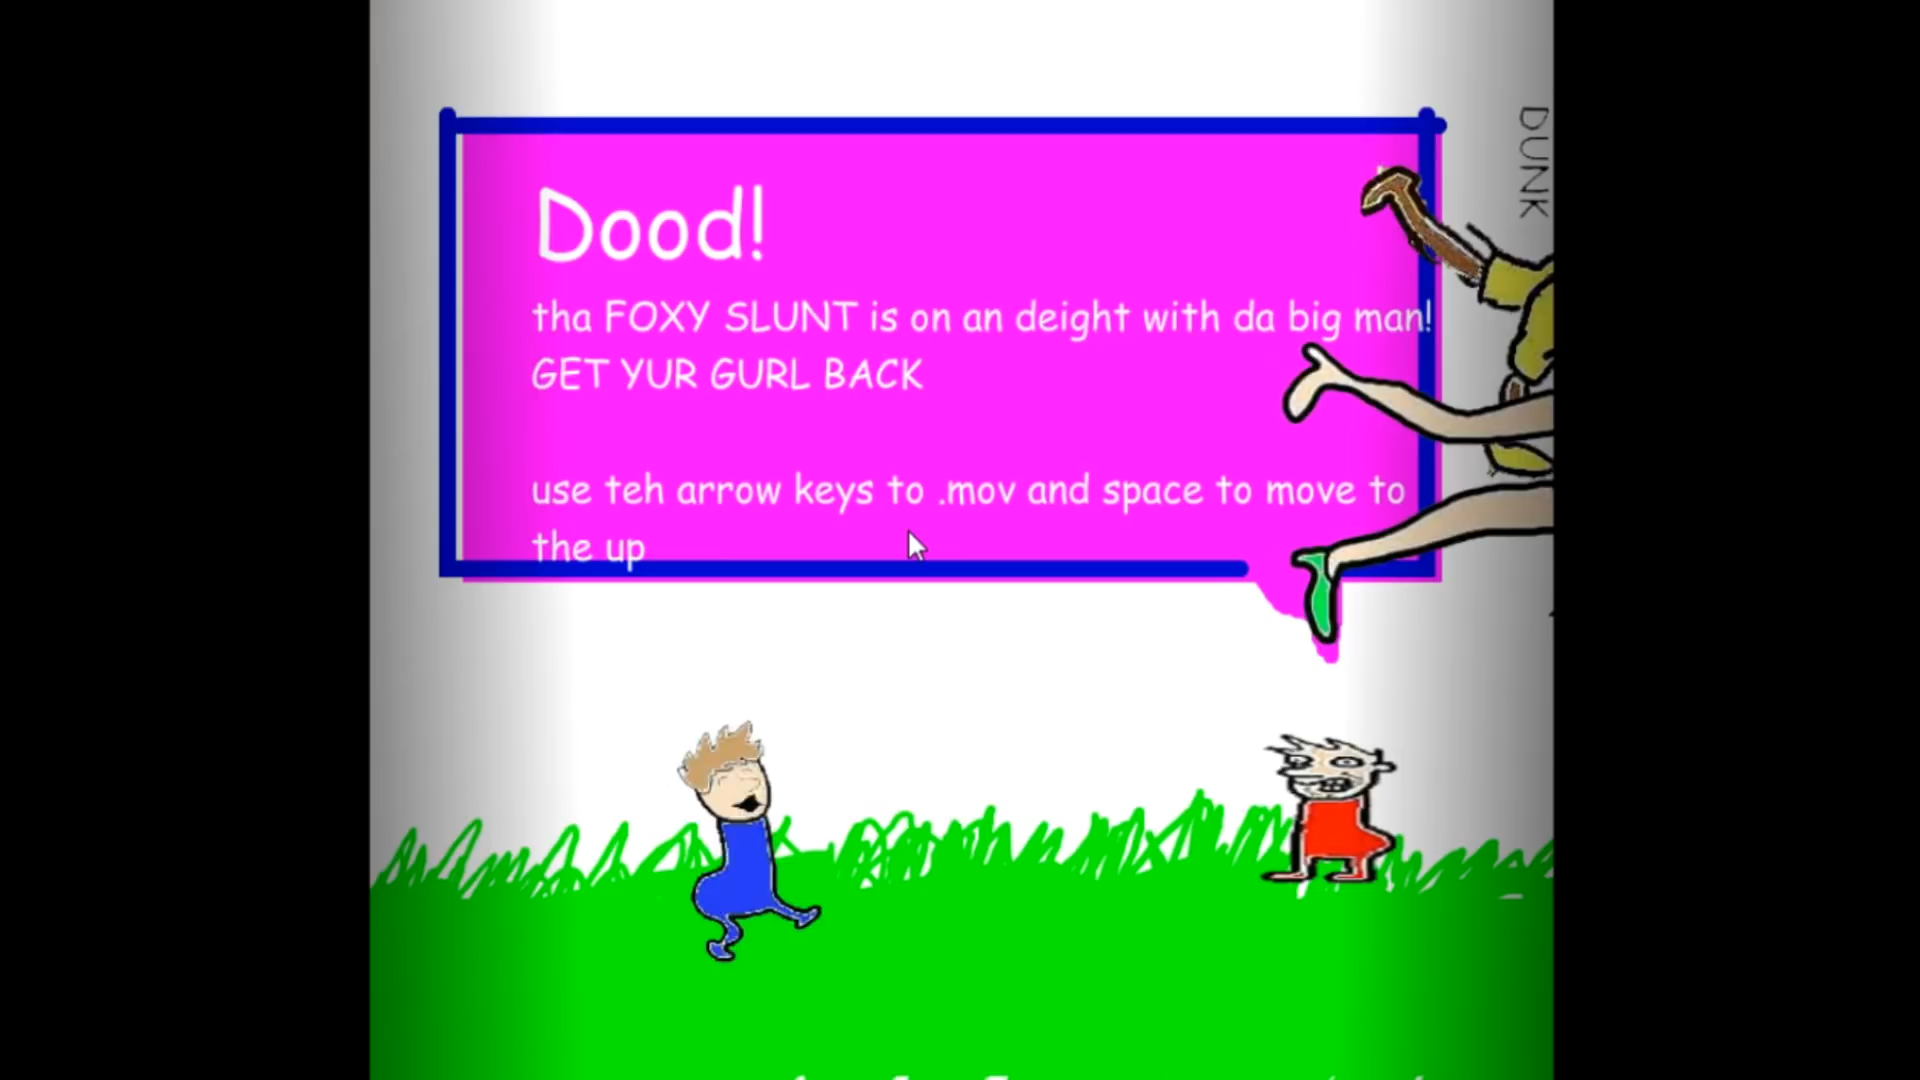 Dood!
tha FOXY SLUNT is on an deight with da big man!
GET YUR GURL BACK
use teh arrow keys to .mov and space to move to
the up
DUNK